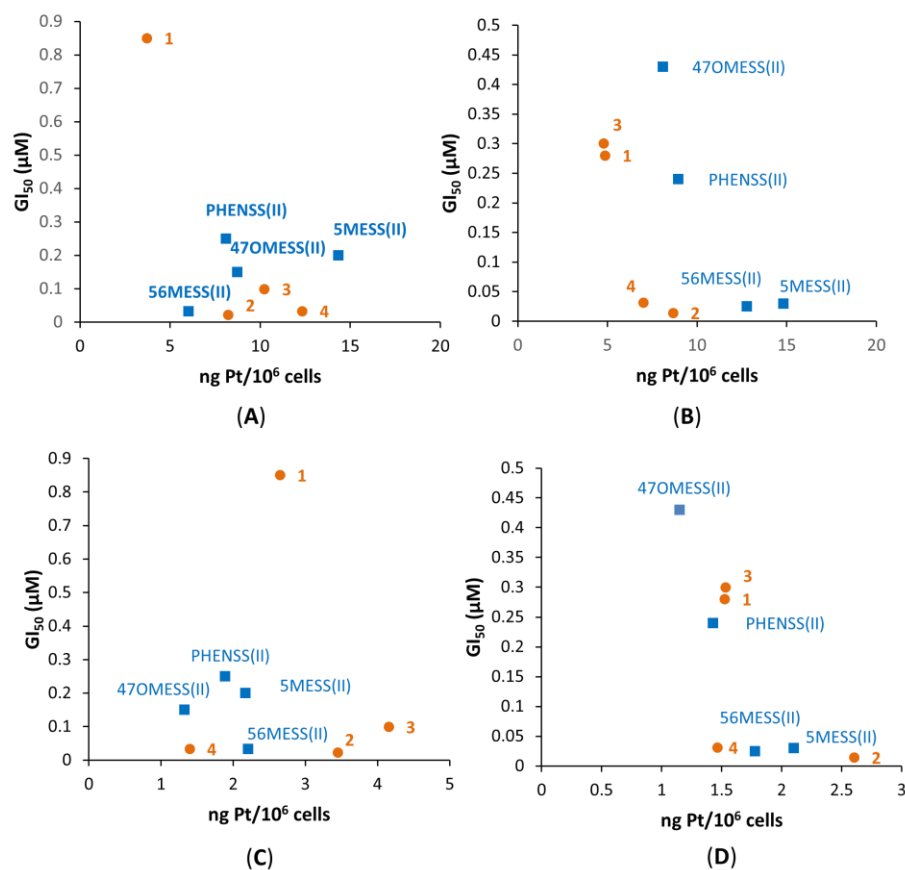 0.9
0.8
0.7
0.6
0.5
0.4
0.3
0.2
0.1
0
GI₅₀ (µM)
1
PHENSS(II)
5MESS(II)
47OMESS(II)
56MESS(II)
2
3
4
0 5 10 15 20
ng Pt/10⁶ cells
(A)
0.5
0.45
0.4
0.35
0.3
0.25
0.2
0.15
0.1
0.05
0
GI₅₀ (µM)
47OMESS(II)
3
1
PHENSS(II)
4
2
56MESS(II)
5MESS(II)
0 5 10 15 20
ng Pt/10⁶ cells
(B)
0.9
0.8
0.7
0.6
0.5
0.4
0.3
0.2
0.1
0
GI₅₀ (µM)
1
PHENSS(II)
47OMESS(II)
5MESS(II)
56MESS(II)
4
2
3
0 1 2 3 4 5
ng Pt/10⁶ cells
(C)
0.5
0.45
0.4
0.35
0.3
0.25
0.2
0.15
0.1
0.05
0
GI₅₀ (µM)
47OMESS(II)
3
1
PHENSS(II)
56MESS(II)
5MESS(II)
4
2
0 0.5 1 1.5 2 2.5 3
ng Pt/10⁶ cells
(D)